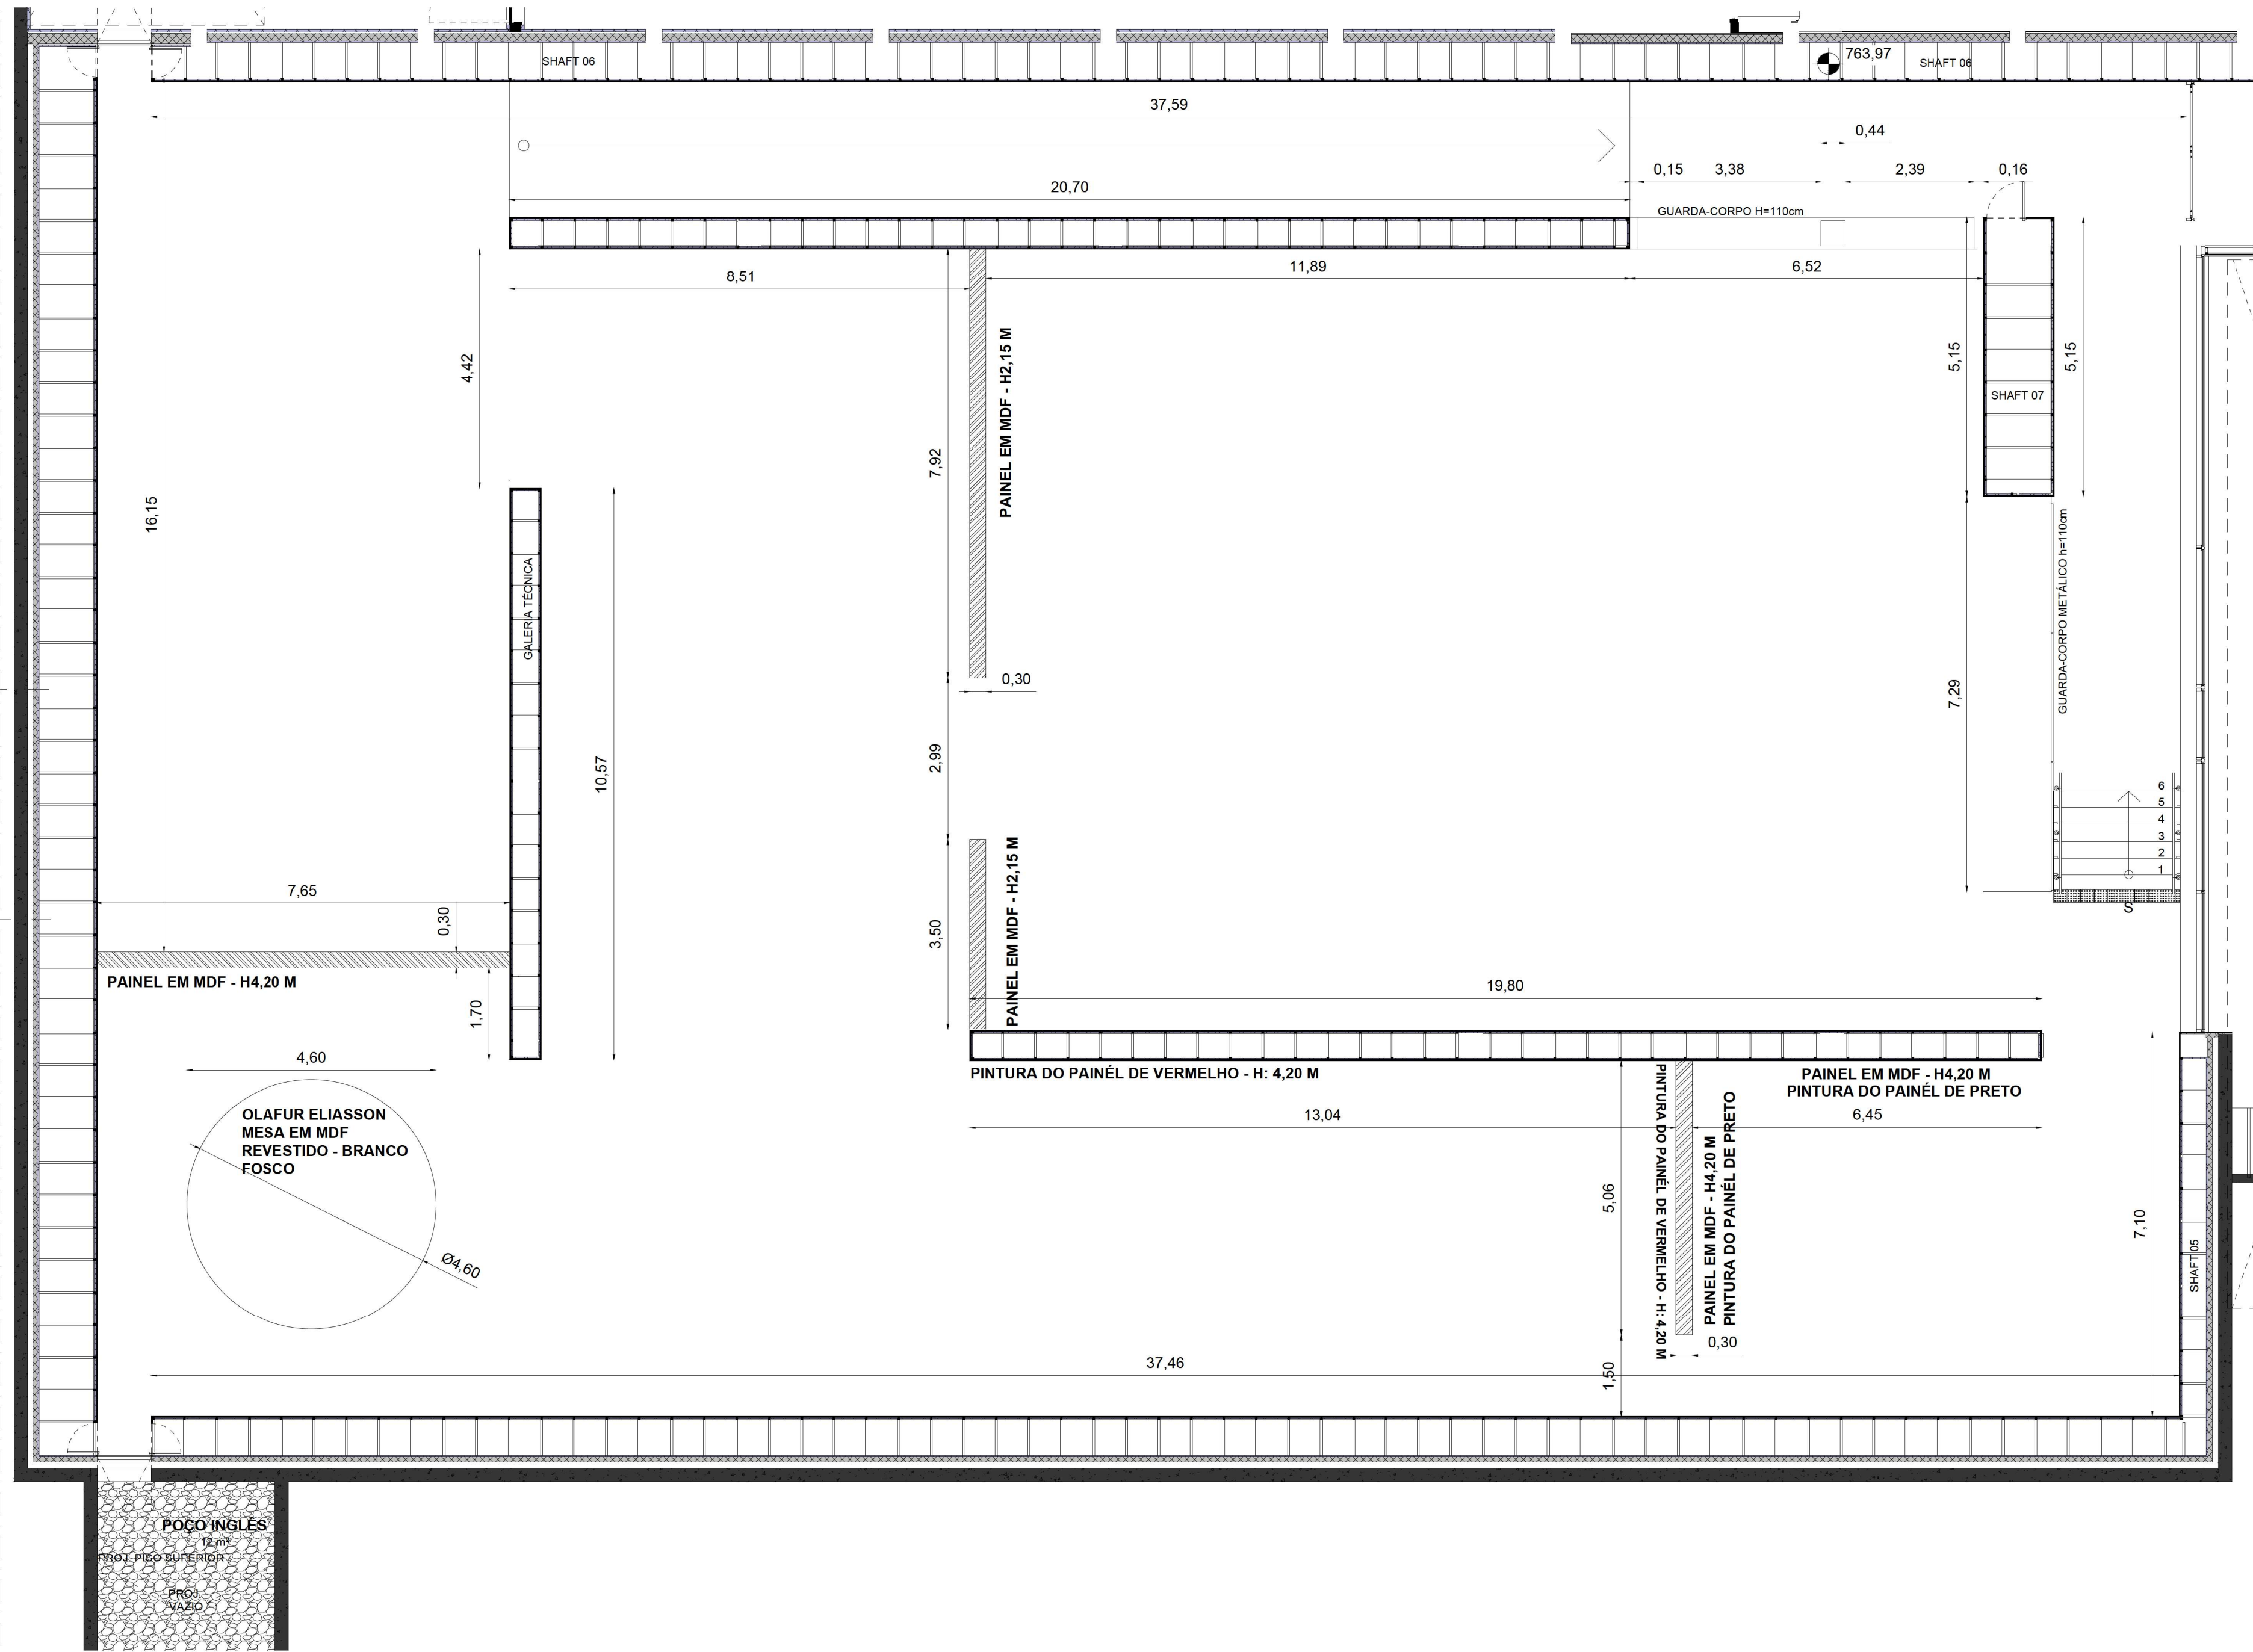 SHAFT 06
763,97
SHAFT 06
37,59
0,44
0,15
3,38
2,39
0,16
20,70
GUARDA-CORPO H=110cm
8,51
11,89
6,52
PAINEL EM MDF - H2,15 M
4,42
5,15
5,15
SHAFT 07
7,92
16,15
GALERIA TÉCNICA
GUARDA-CORPO METÁLICO h=110cm
0,30
7,29
2,99
10,57
6
5
4
3
2
1
S
7,65
0,30
PAINEL EM MDF - H2,15 M
3,50
PAINEL EM MDF - H4,20 M
1,70
19,80
4,60
PINTURA DO PAINÉL DE VERMELHO - H: 4,20 M
PAINEL EM MDF - H4,20 M
PINTURA DO PAINÉL DE PRETO
13,04
6,45
OLAFUR ELIASSON
MESA EM MDF
REVESTIDO - BRANCO
FOSCO
Ø4,60
PINTURA DO PAINÉL DE VERMELHO - H: 4,20 M
PAINEL EM MDF - H4,20 M
PINTURA DO PAINÉL DE PRETO
5,06
7,10
SHAFT 05
0,30
37,46
1,50
POÇO INGLÊS
12 m²
PROJ. PISO SUPERIOR
PROJ.
VAZIO